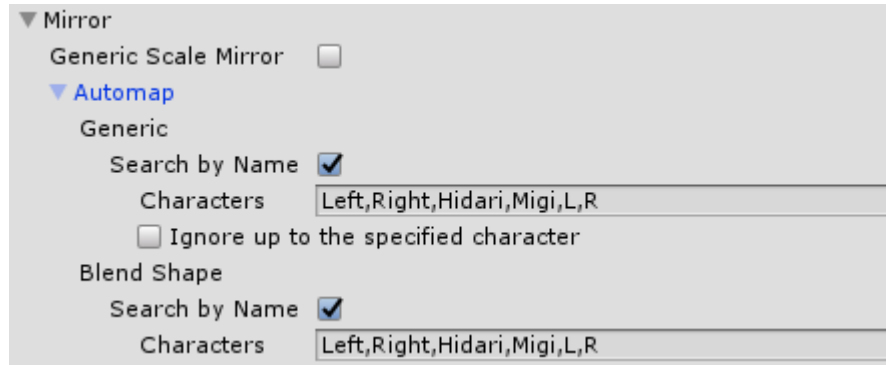 Mirror
Generic Scale Mirror
Automap
Generic
Search by Name
Characters Left,Right,Hidari,Migi,L,R
Ignore up to the specified character
Blend Shape
Search by Name
Characters Left,Right,Hidari,Migi,L,R